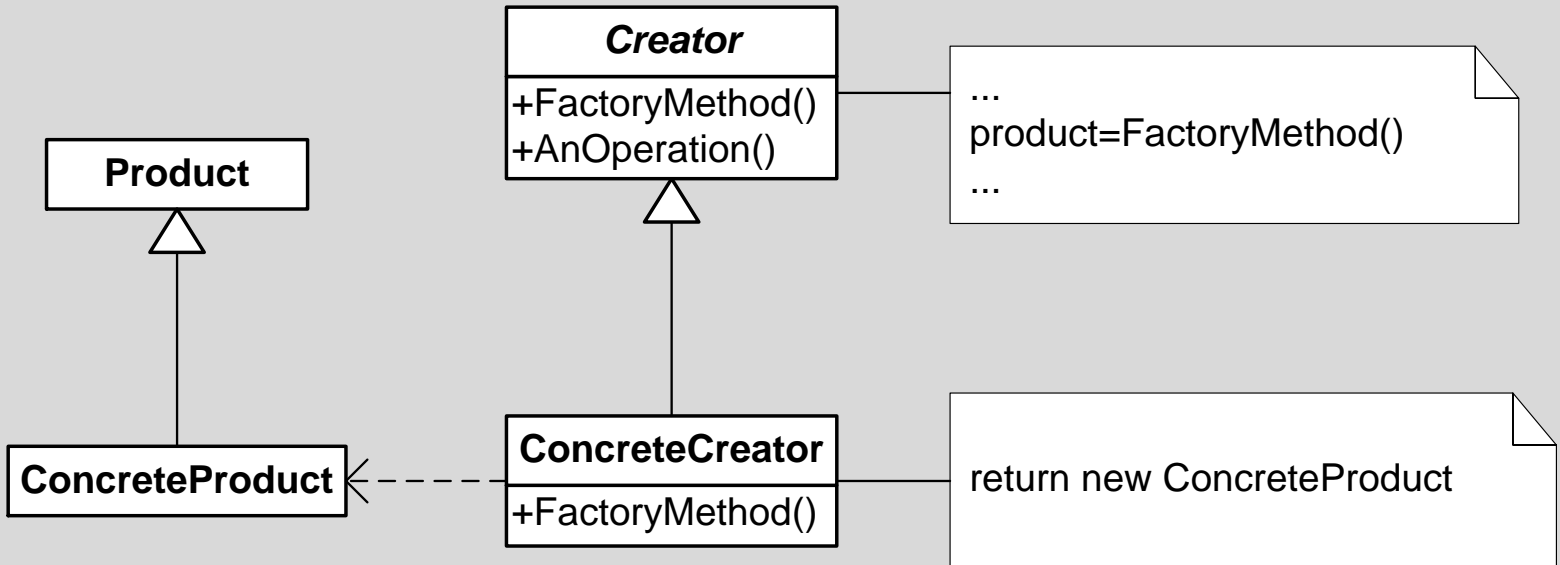 Creator
+FactoryMethod()
+AnOperation()
...
product=FactoryMethod()
...
Product
ConcreteProduct
ConcreteCreator
+FactoryMethod()
return new ConcreteProduct